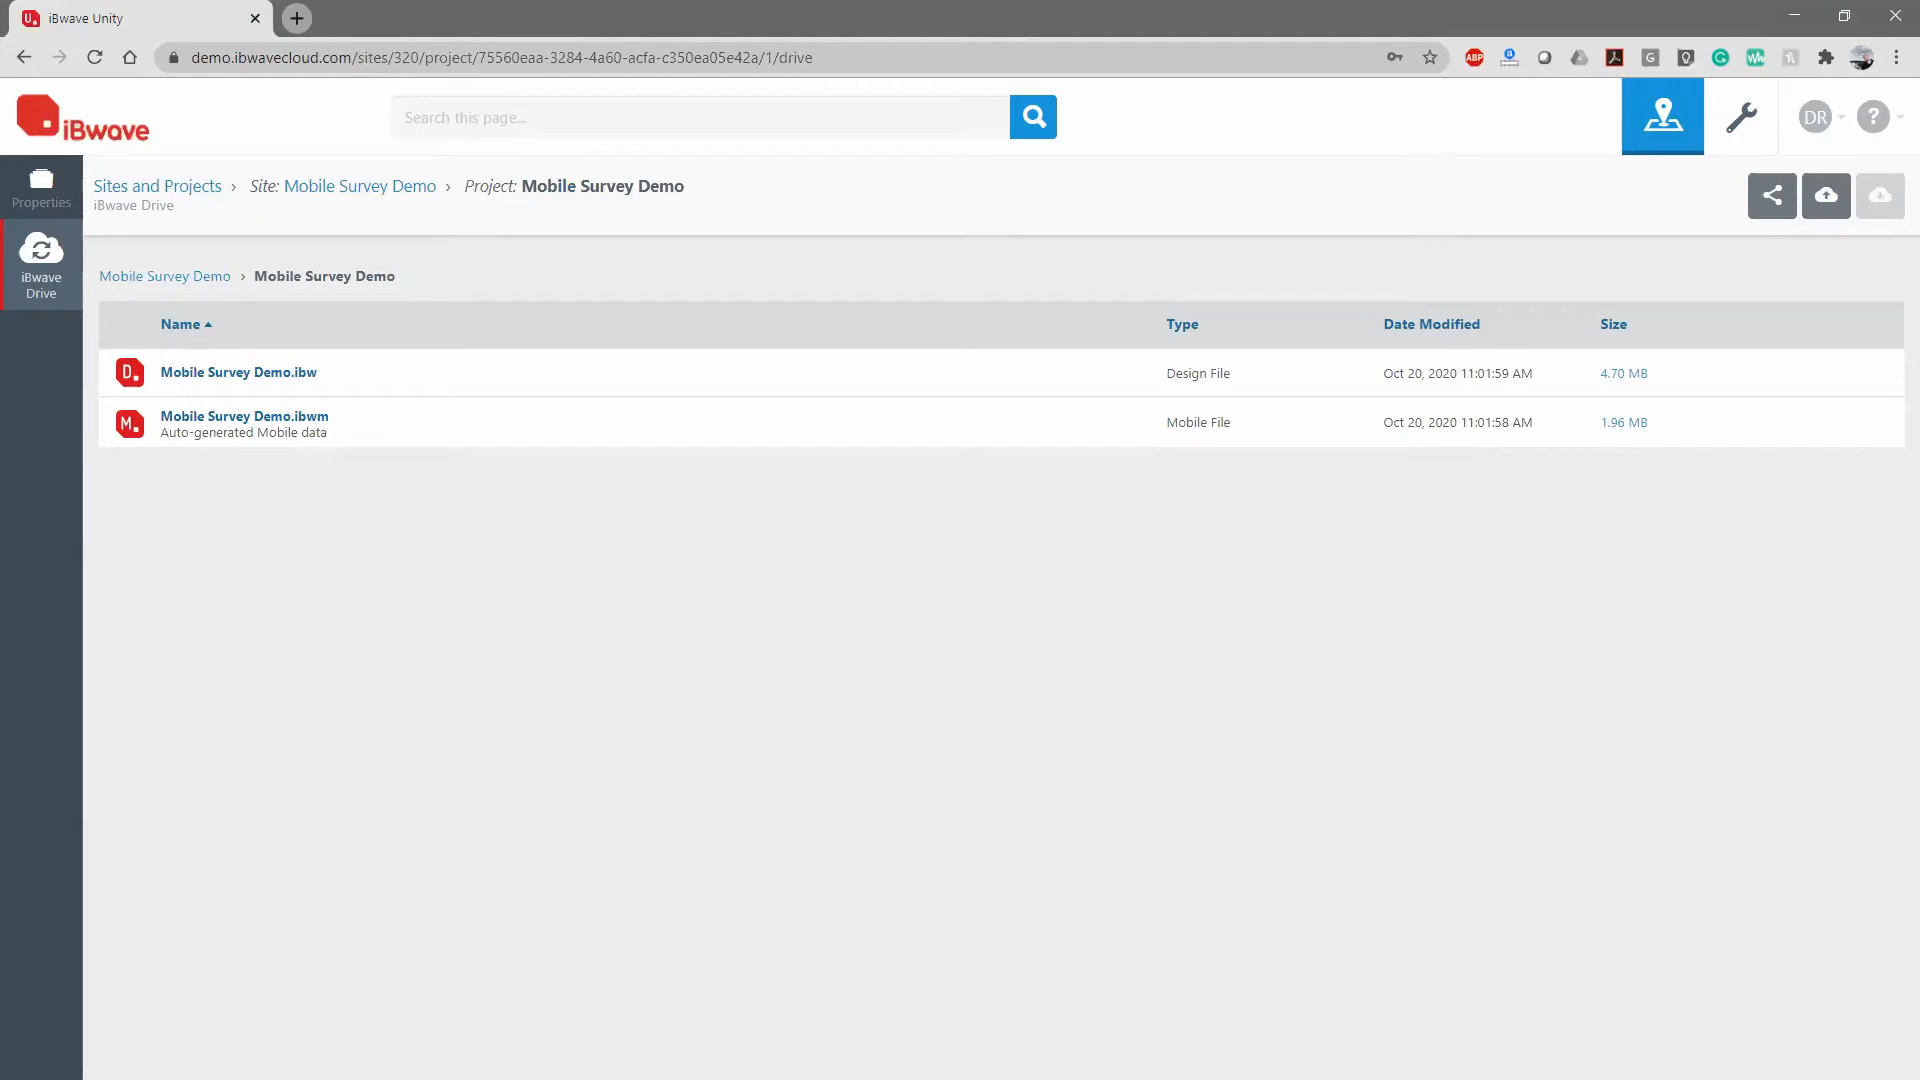 U. iBwave Unity
demo.ibwavecloud.com/sites/320/project/75560eaa-3284-4a60-acfa-c350ea05e42a/1/drive
ABP
a
G
G
Ww
iBwave
Search this page...
DR
?
Properties
iBwave
Drive
Sites and Projects › Site: Mobile Survey Demo › Project: Mobile Survey Demo
iBwave Drive
Mobile Survey Demo › Mobile Survey Demo
Name Type Date Modified Size
D. Mobile Survey Demo.ibw Design File Oct 20, 2020 11:01:59 AM 4.70 MB
M. Mobile Survey Demo.ibwm Mobile File Oct 20, 2020 11:01:58 AM 1.96 MB
Auto-generated Mobile data